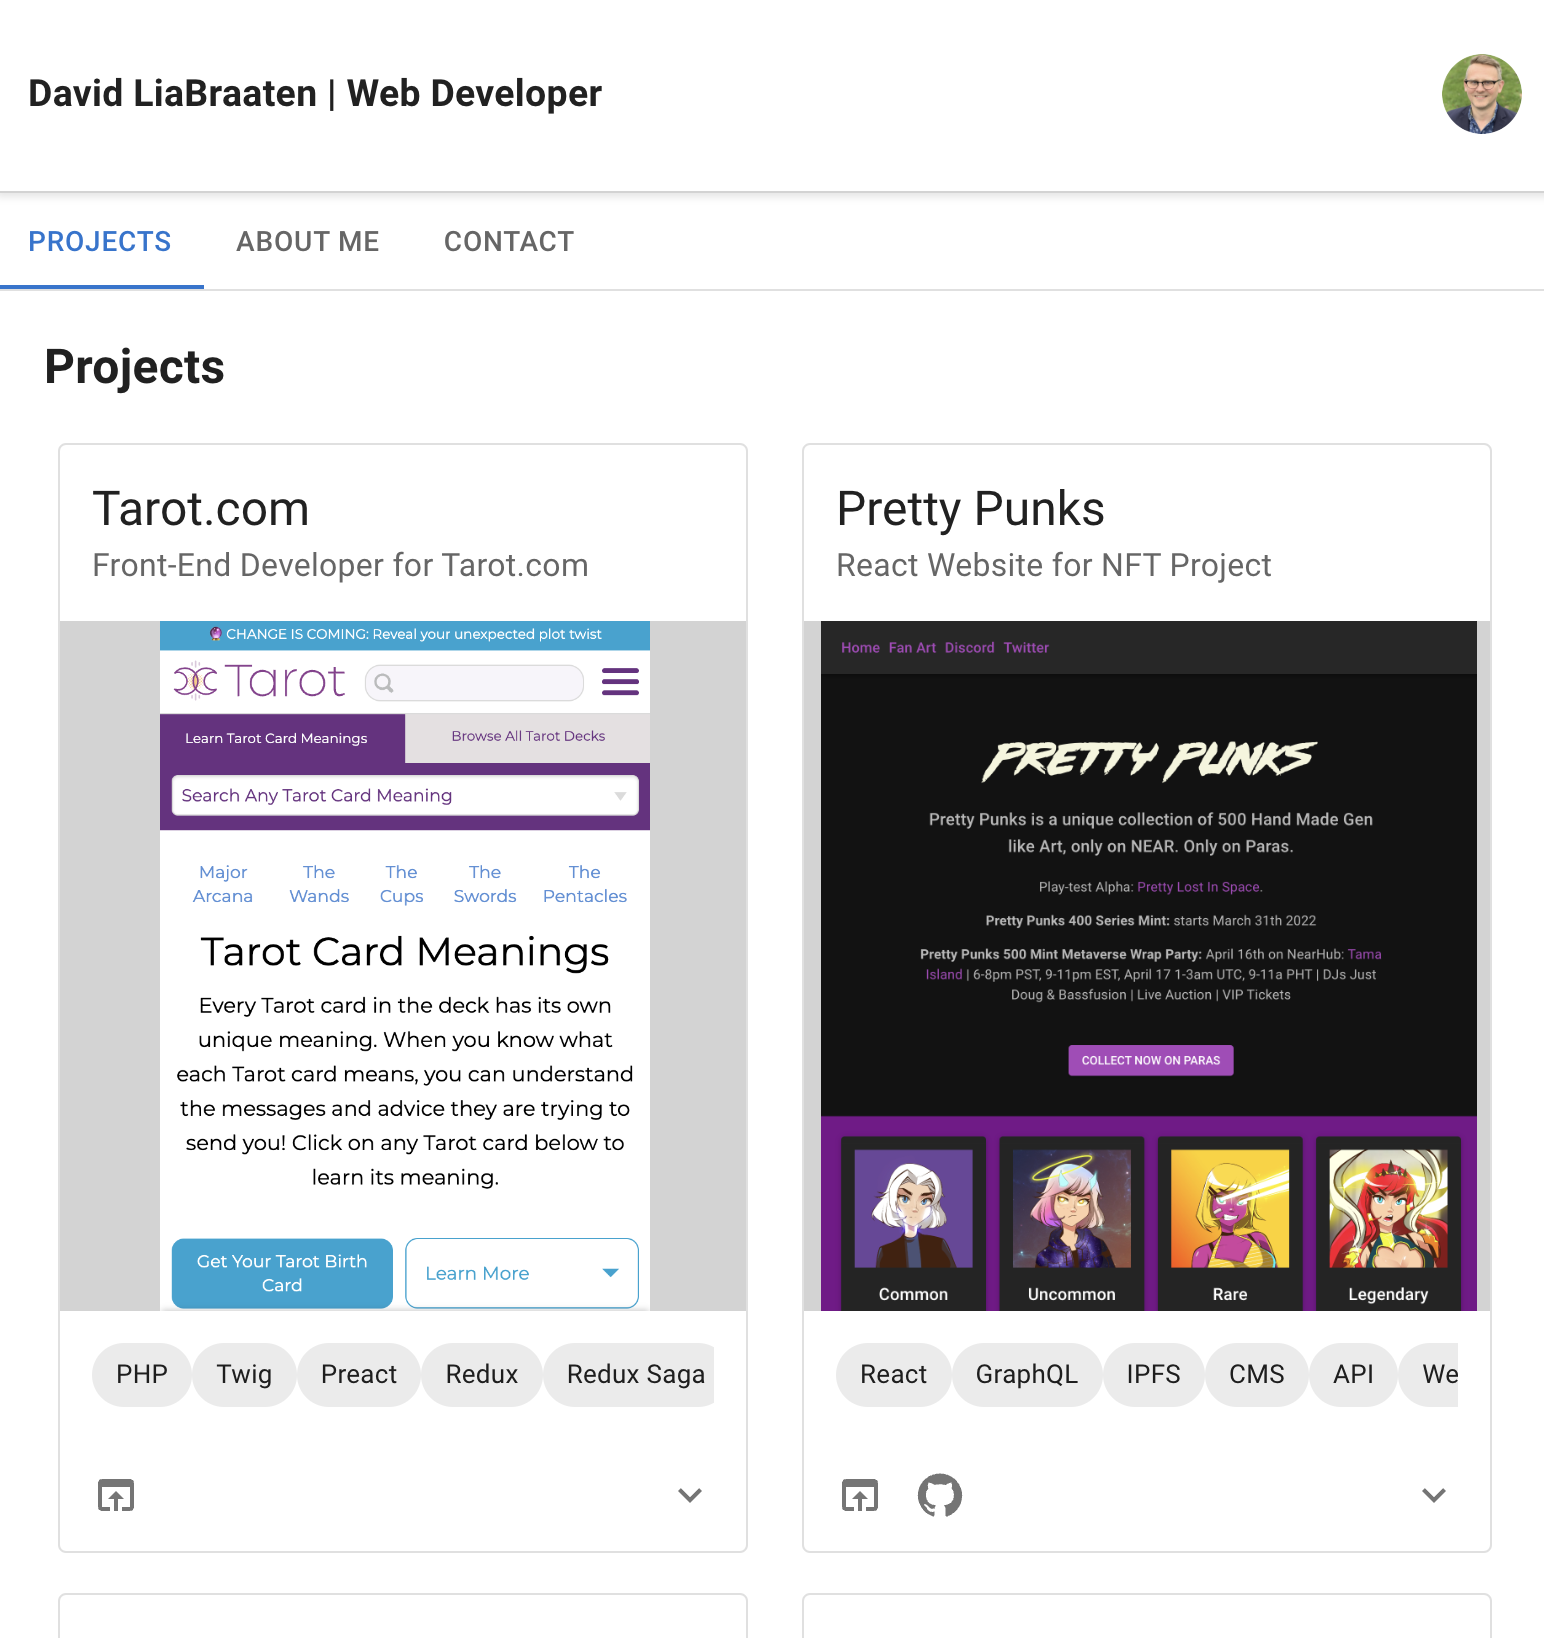 David LiaBraaten | Web Developer
PROJECTS
ABOUT ME
CONTACT
Projects
Tarot.com
Front-End Developer for Tarot.com
CHANGE IS COMING: Reveal your unexpected plot twist
Tarot
Learn Tarot Card Meanings
Browse All Tarot Decks
Search Any Tarot Card Meaning
Major
Arcana
The
Wands
The
Cups
The
Swords
The
Pentacles
Tarot Card Meanings
Every Tarot card in the deck has its own
unique meaning. When you know what
each Tarot card means, you can understand
the messages and advice they are trying to
send you! Click on any Tarot card below to
learn its meaning.
Get Your Tarot Birth
Card
Learn More
PHP
Twig
Preact
Redux
Redux Saga
Pretty Punks
React Website for NFT Project
Home Fan Art Discord Twitter
PRETTY PUNKS
Pretty Punks is a unique collection of 500 Hand Made Gen
like Art, only on NEAR. Only on Paras.
Play-test Alpha: Pretty Lost In Space.
Pretty Punks 400 Series Mint: starts March 31th 2022
Pretty Punks 500 Mint Metaverse Wrap Party: April 16th on NearHub: Tama
Island | 6-8pm PST, 9-11pm EST, April 17 1-3am UTC, 9-11a PHT | DJs Just
Doug & Bassfusion | Live Auction | VIP Tickets
COLLECT NOW ON PARAS
Common
Uncommon
Rare
Legendary
React
GraphQL
IPFS
CMS
API
We